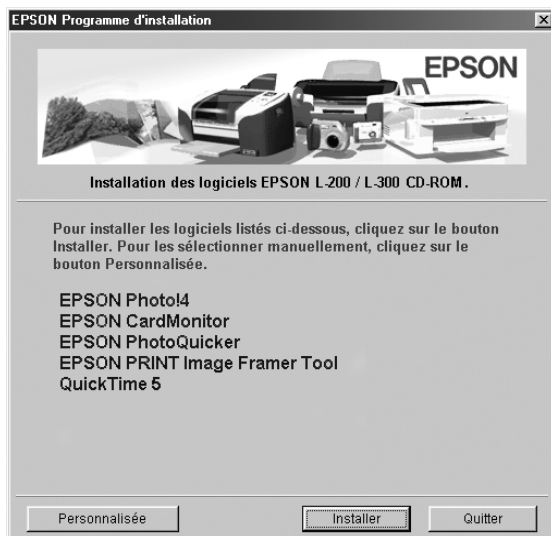 EPSON Programme d'installation
EPSON
Installation des logiciels EPSON L-200 / L-300 CD-ROM.
Pour installer les logiciels listés ci-dessous, cliquez sur le bouton
Installer. Pour les sélectionner manuellement, cliquez sur le
bouton Personnalisée.
EPSON Photo!4
EPSON CardMonitor
EPSON PhotoQuicker
EPSON PRINT Image Framer Tool
QuickTime 5
Personnalisée
Installer
Quitter